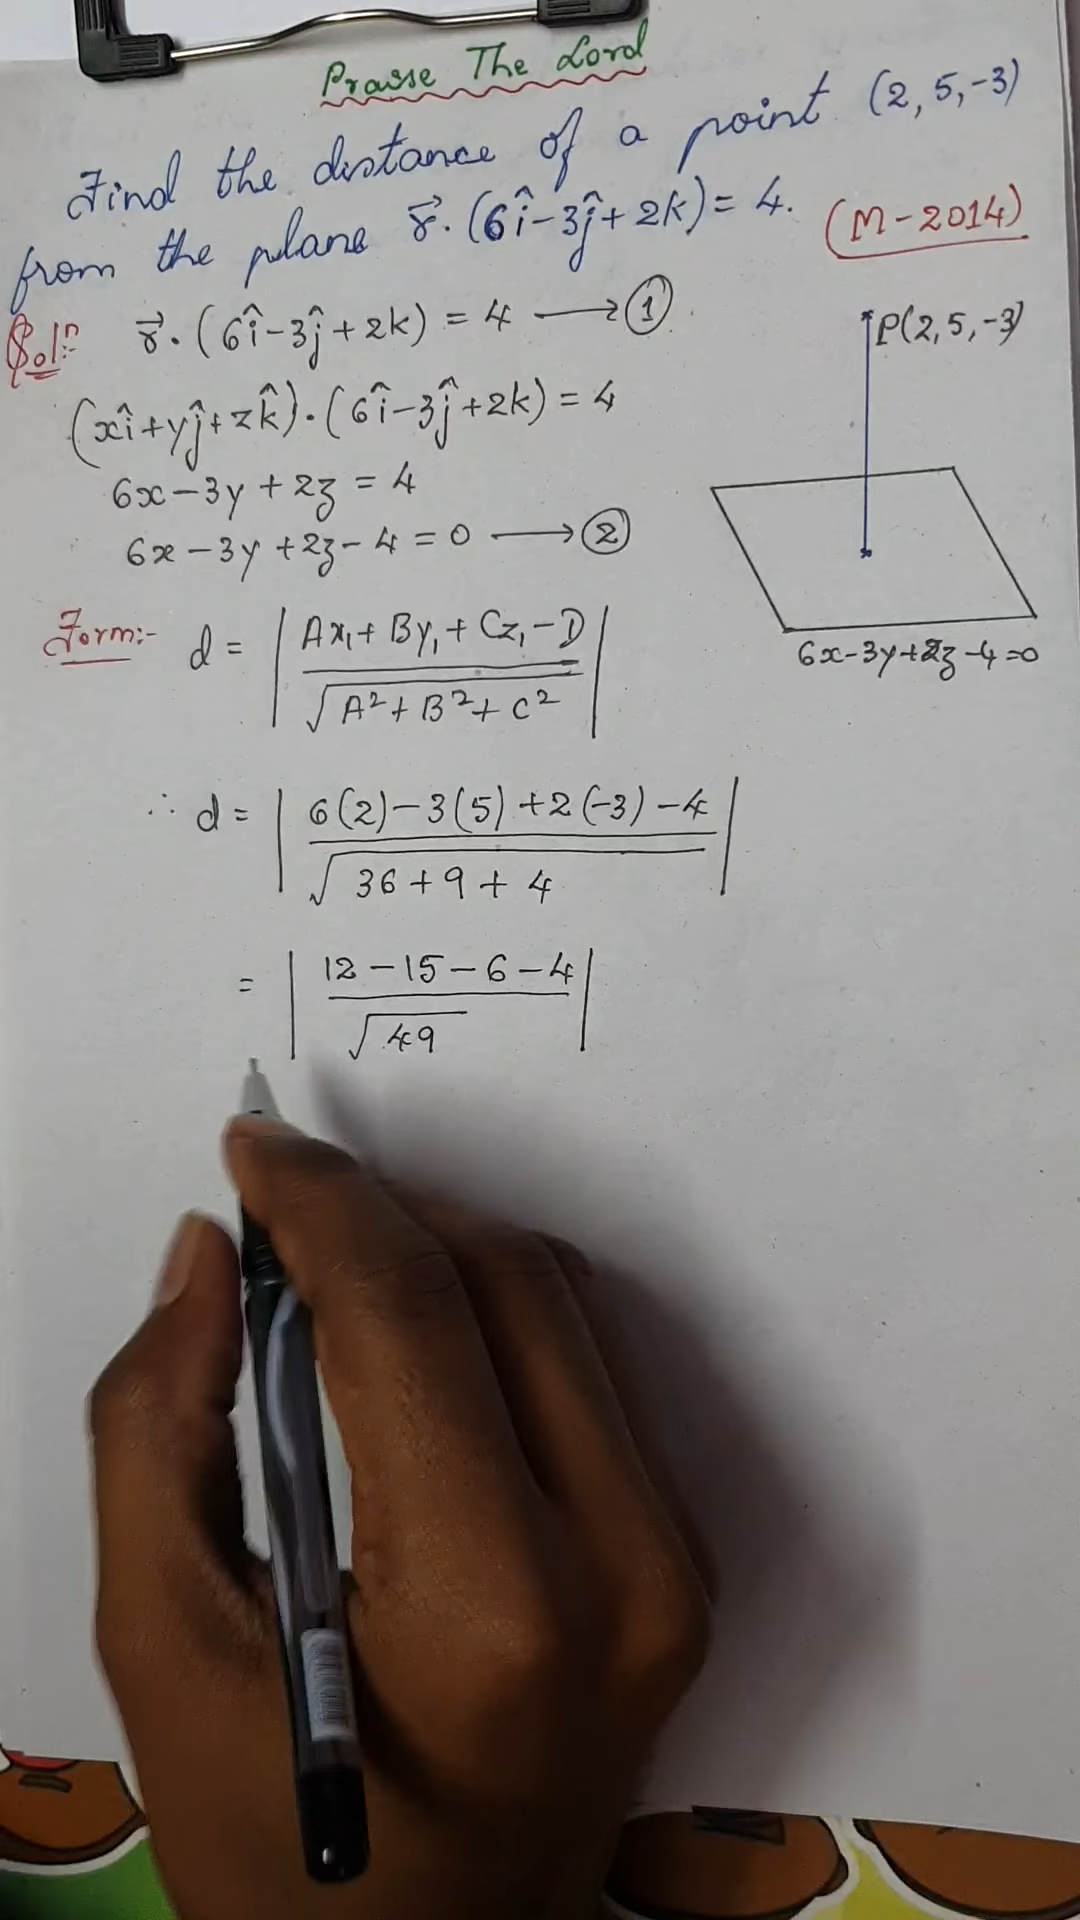 Praise The Lord
Find the distance of a point (2, 5, -3)
from the plane r⃗. (6î - 3ĵ + 2k) = 4. (M-2014)
Sol^n:- r⃗. (6î - 3ĵ + 2k) = 4 → ①
(xî + yĵ + zk̂). (6î - 3ĵ + 2k) = 4
6x - 3y + 2z = 4
6x - 3y + 2z - 4 = 0 → ②
P(2, 5, -3)
6x - 3y + 2z - 4 = 0
Form:- d = | Ax₁ + By₁ + Cz₁ - D |
√A² + B² + C²
∴ d = | 6(2) - 3(5) + 2(-3) - 4 |
√36 + 9 + 4
= | 12 - 15 - 6 - 4 |
√49